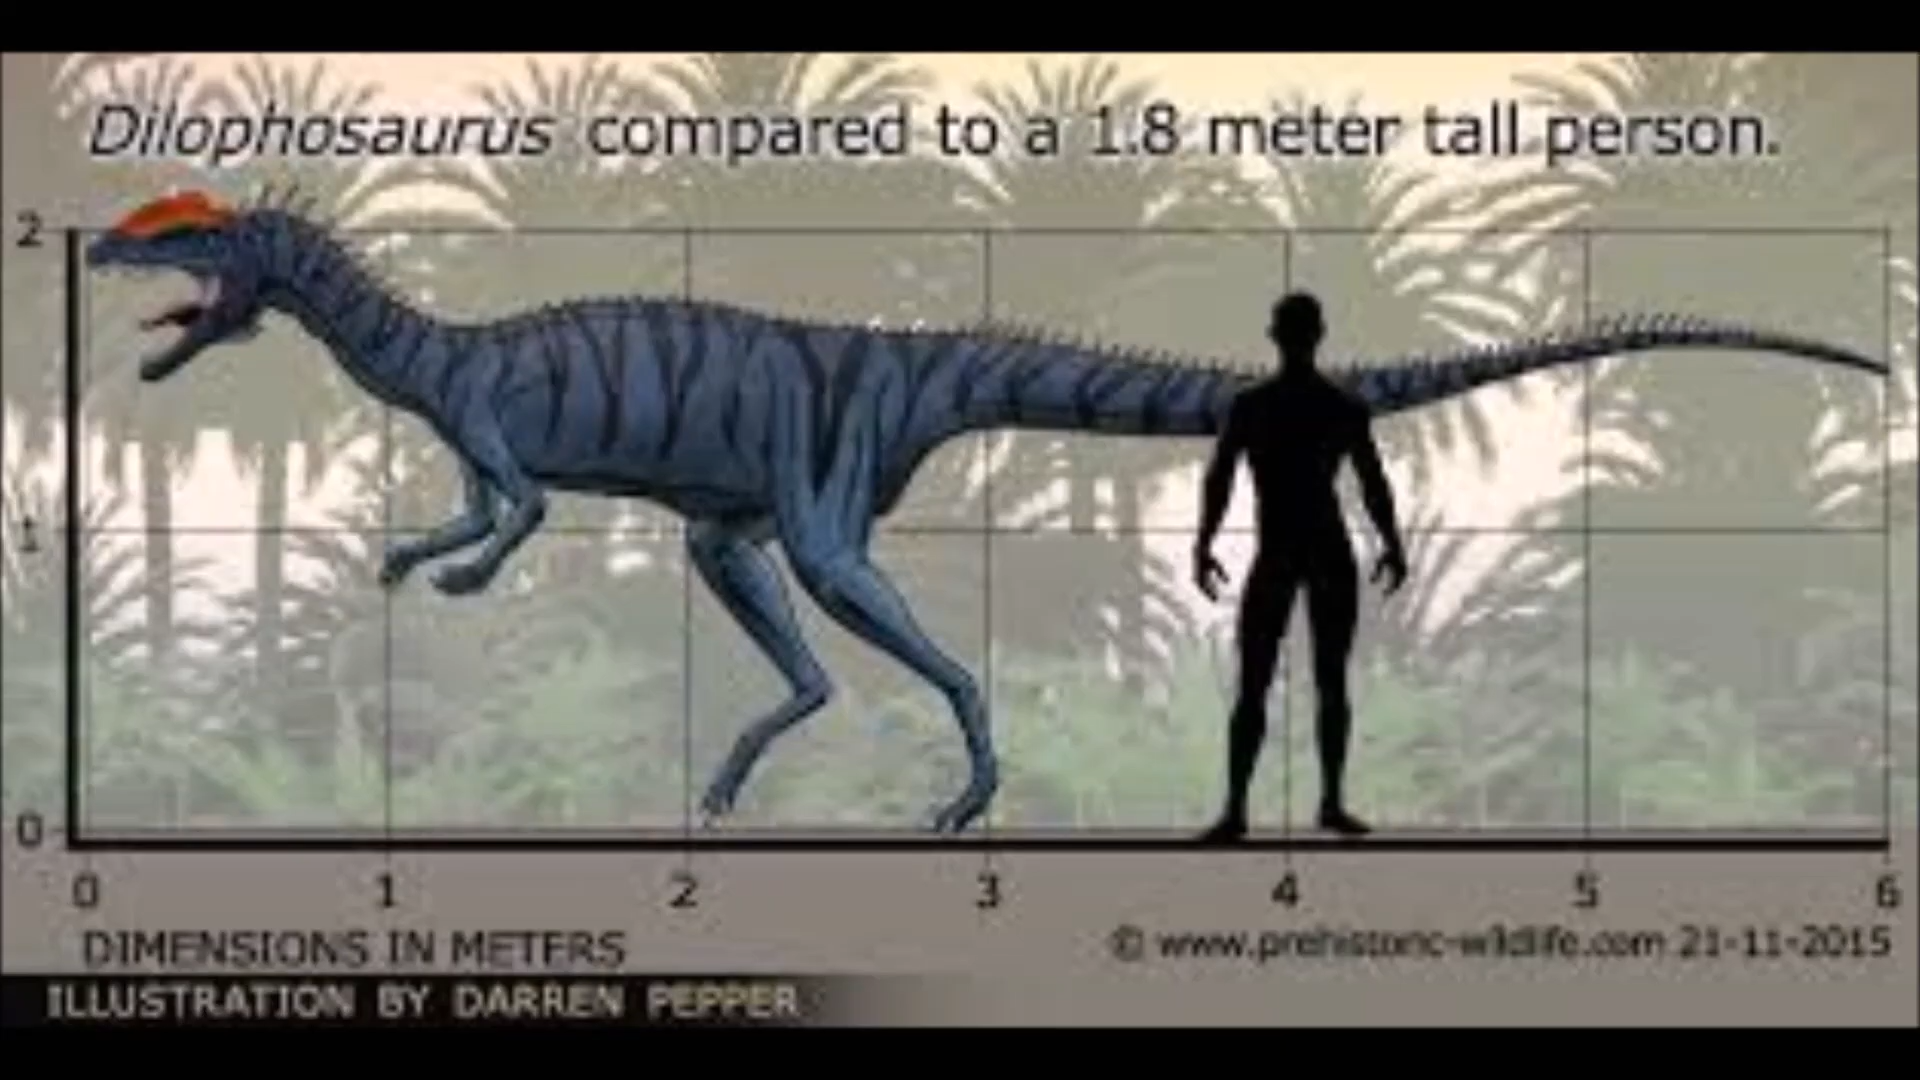 Dilophosaurus compared to a 1.8 meter tall person.
2
1
0
0 1 2 3 4 5 6
DIMENSIONS IN METERS
© www.prehistoric-wildlife.com 21-11-2015
ILLUSTRATION BY DARREN PEPPER